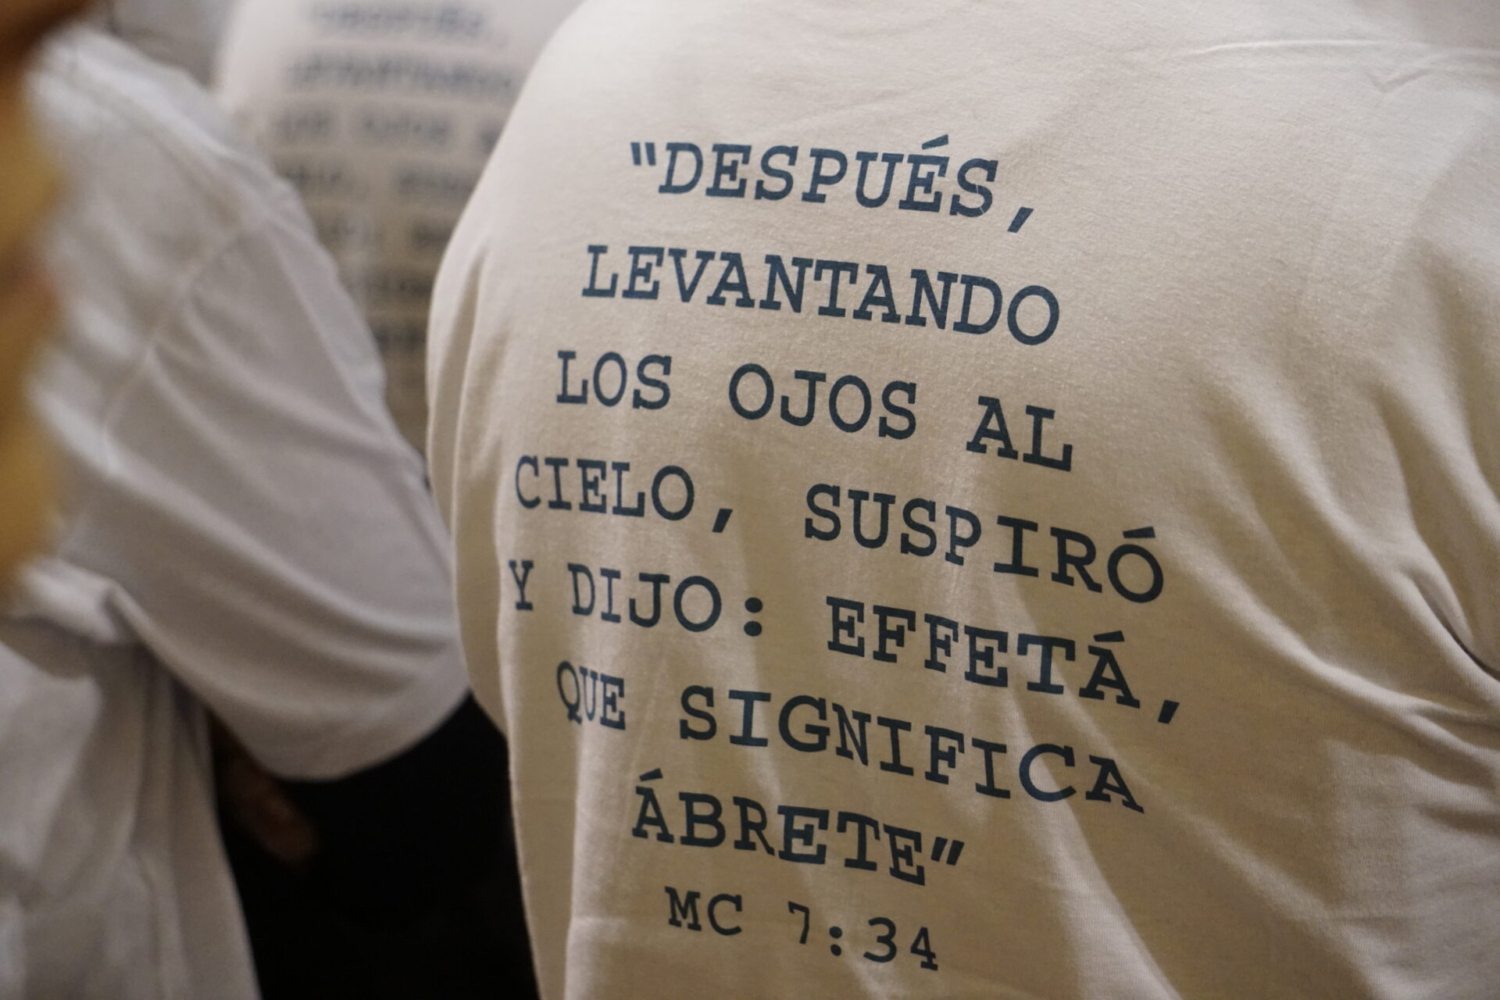 "DESPUÉS,
LEVANTANDO
LOS OJOS AL
CIELO, SUSPIRÓ
Y DIJO: EFFETÁ,
QUE SIGNIFICA
ÁBRETE"
MC 7:34